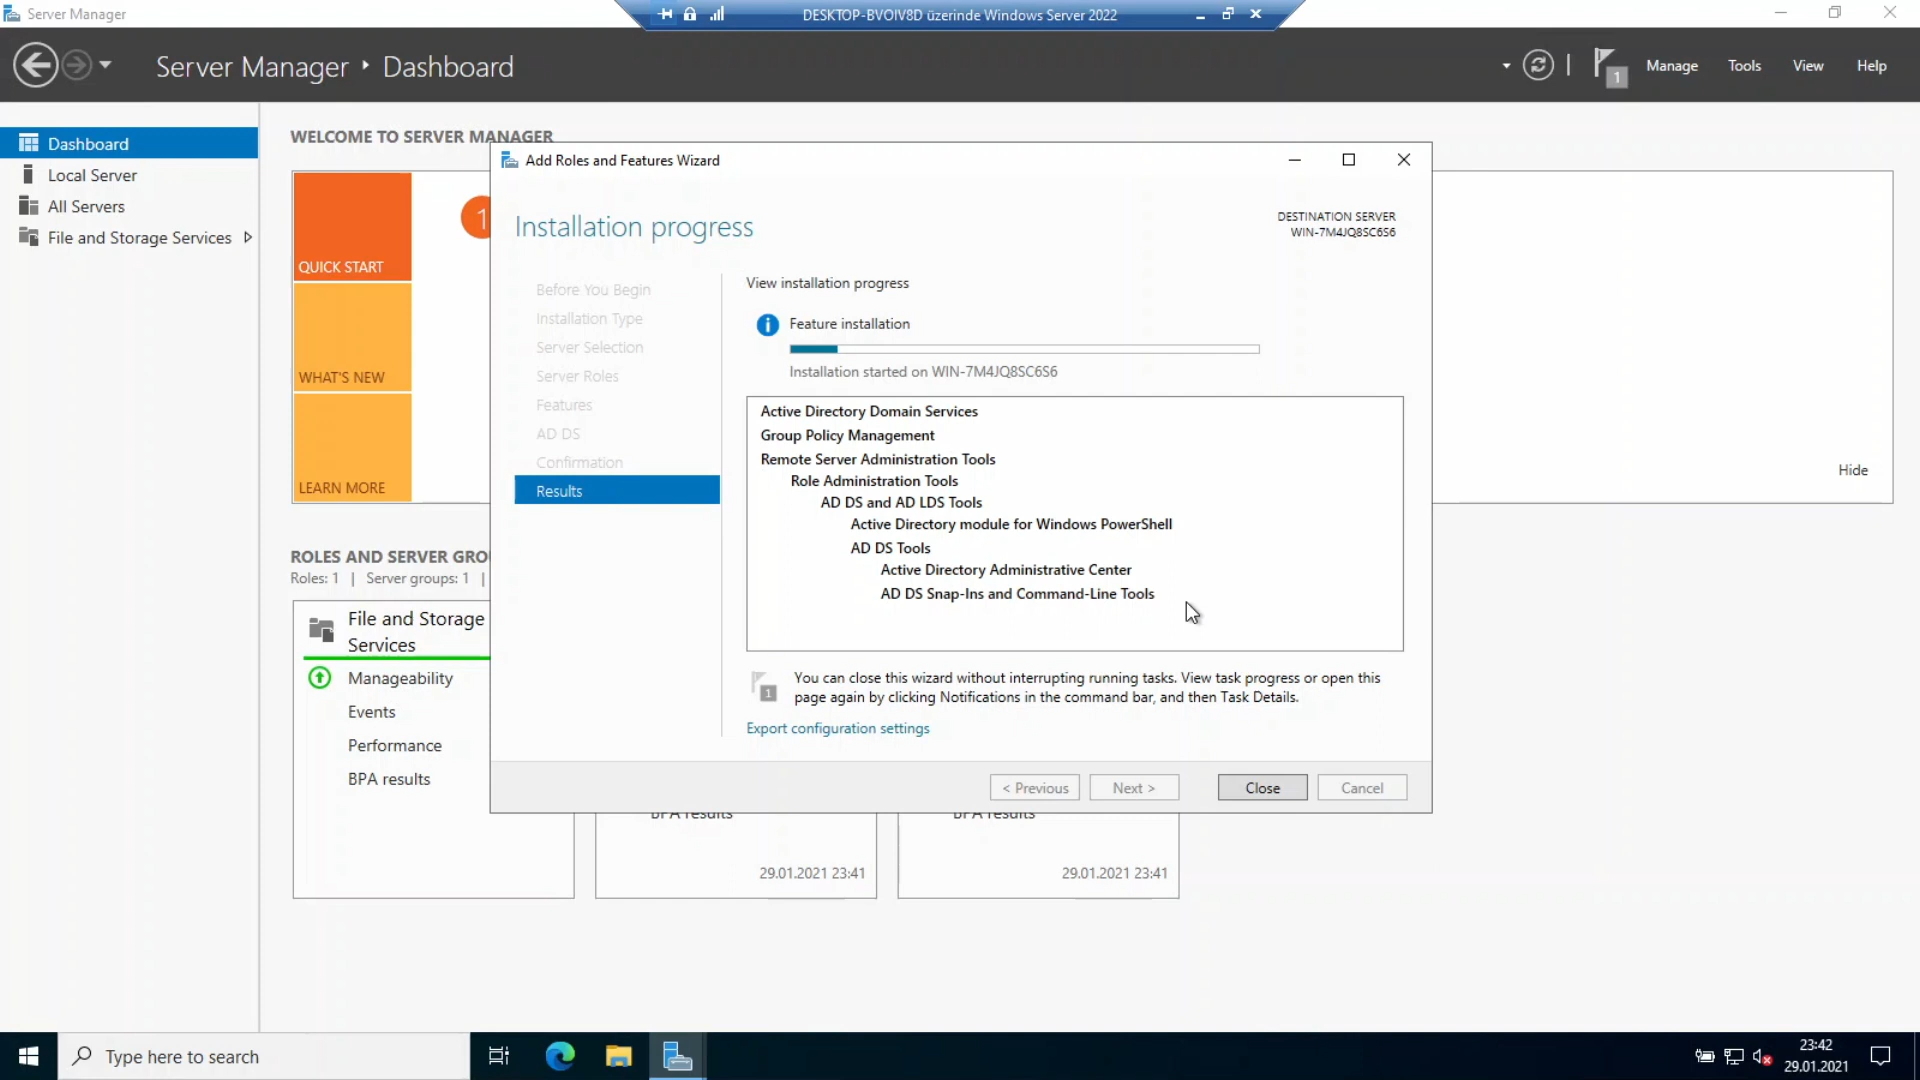 Server Manager
DESKTOP-BVOIV8D üzerinde Windows Server 2022
Server Manager
Dashboard
1
Manage
Tools
View
Help
Dashboard
Local Server
All Servers
File and Storage Services
WELCOME TO SERVER MANAGER
QUICK START
WHAT'S NEW
LEARN MORE
1
Hide
ROLES AND SERVER GRO
Roles: 1 | Server groups: 1 |
File and Storage
Services
Manageability
Events
Performance
BPA results
BPA results
29.01.2021 23:41
BPA results
29.01.2021 23:41
Add Roles and Features Wizard
Installation progress
DESTINATION SERVER
WIN-7M4JQ8SC6S6
Before You Begin
Installation Type
Server Selection
Server Roles
Features
AD DS
Confirmation
Results
View installation progress
Feature installation
Installation started on WIN-7M4JQ8SC6S6
Active Directory Domain Services
Group Policy Management
Remote Server Administration Tools
Role Administration Tools
AD DS and AD LDS Tools
Active Directory module for Windows PowerShell
AD DS Tools
Active Directory Administrative Center
AD DS Snap-Ins and Command-Line Tools
1
You can close this wizard without interrupting running tasks. View task progress or open this
page again by clicking Notifications in the command bar, and then Task Details.
Export configuration settings
< Previous
Next >
Close
Cancel
Type here to search
23:42
29.01.2021